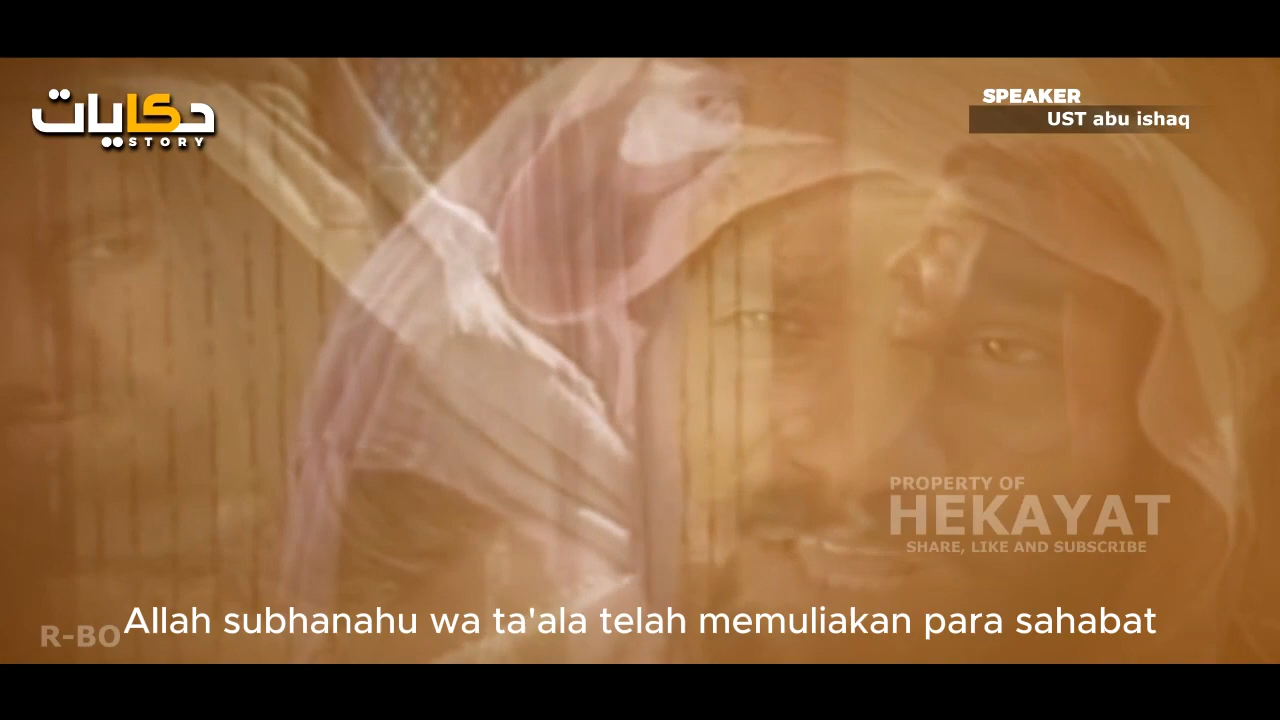 حكايات
STORY
SPEAKER
UST abu ishaq
PROPERTY OF
HEKAYAT
SHARE, LIKE AND SUBSCRIBE
Allah subhanahu wa ta'ala telah memuliakan para sahabat
R-BO